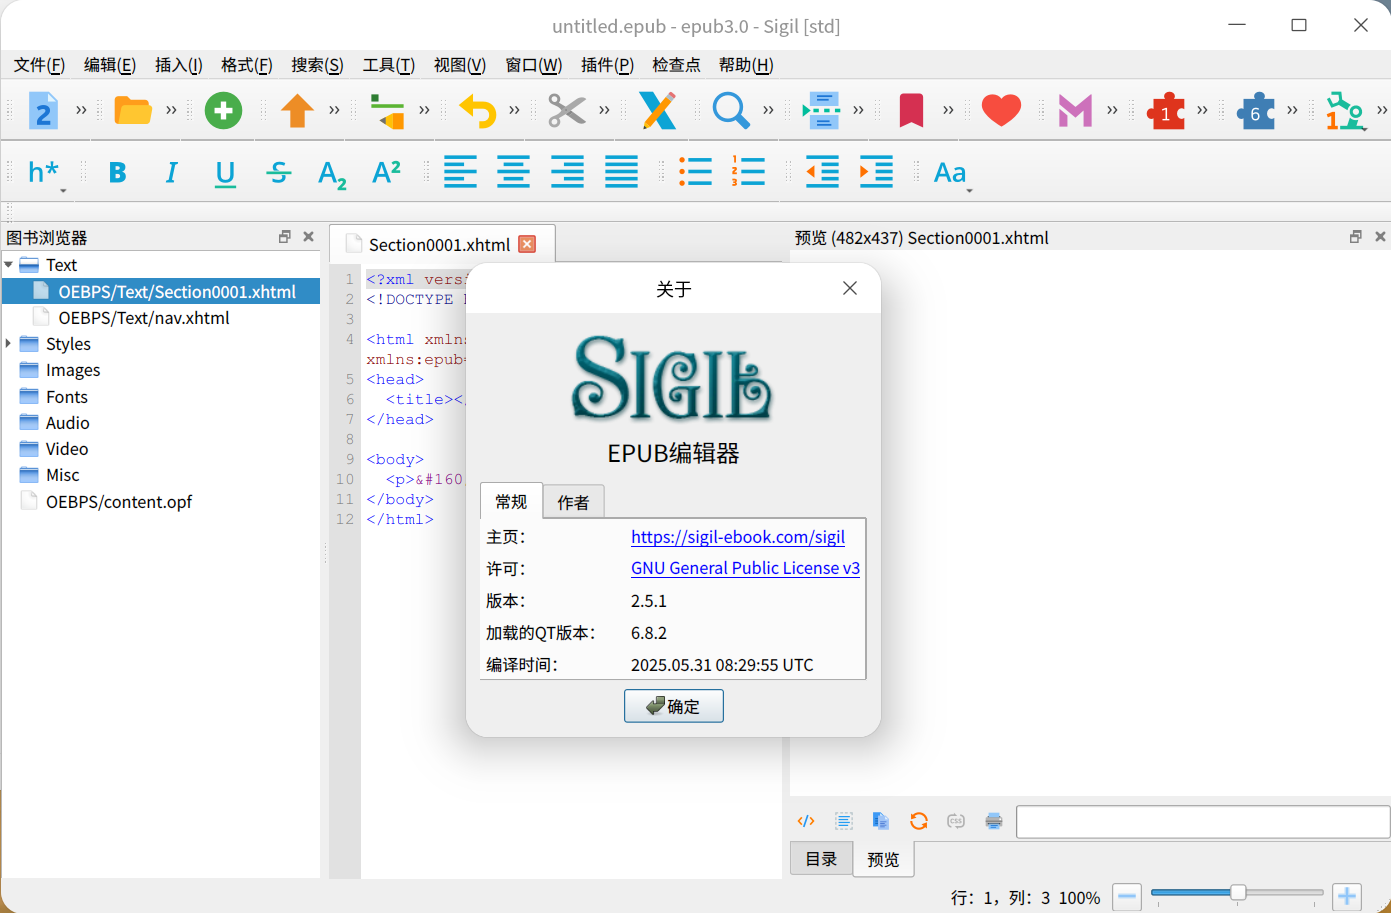 untitled.epub - epub3.0 - Sigil [std]
文件(F) 编辑(E) 插入(I) 格式(F) 搜索(S) 工具(T) 视图(V) 窗口(W) 插件(P) 检查点 帮助(H)
2 » » » » » » » » » 1 » 6 » 1 »
h* B I U S A2 A2 1 2 3 Aa
图书浏览器
Text
OEBPS/Text/Section0001.xhtml
OEBPS/Text/nav.xhtml
Styles
Images
Fonts
Audio
Video
Misc
OEBPS/content.opf
Section0001.xhtml
1 <?xml versi
2 <!DOCTYPE
3
4 <html xmlns
xmlns:epub=
5 <head>
6 <title><
7 </head>
8
9 <body>
10 <p>&#160
11 </body>
12 </html>
预览 (482x437) Section0001.xhtml
关于
SIGIL
EPUB编辑器
常规 作者
主页： https://sigil-ebook.com/sigil
许可： GNU General Public License v3
版本： 2.5.1
加载的QT版本： 6.8.2
编译时间： 2025.05.31 08:29:55 UTC
确定
CSS
目录 预览
行：1，列：3 100%